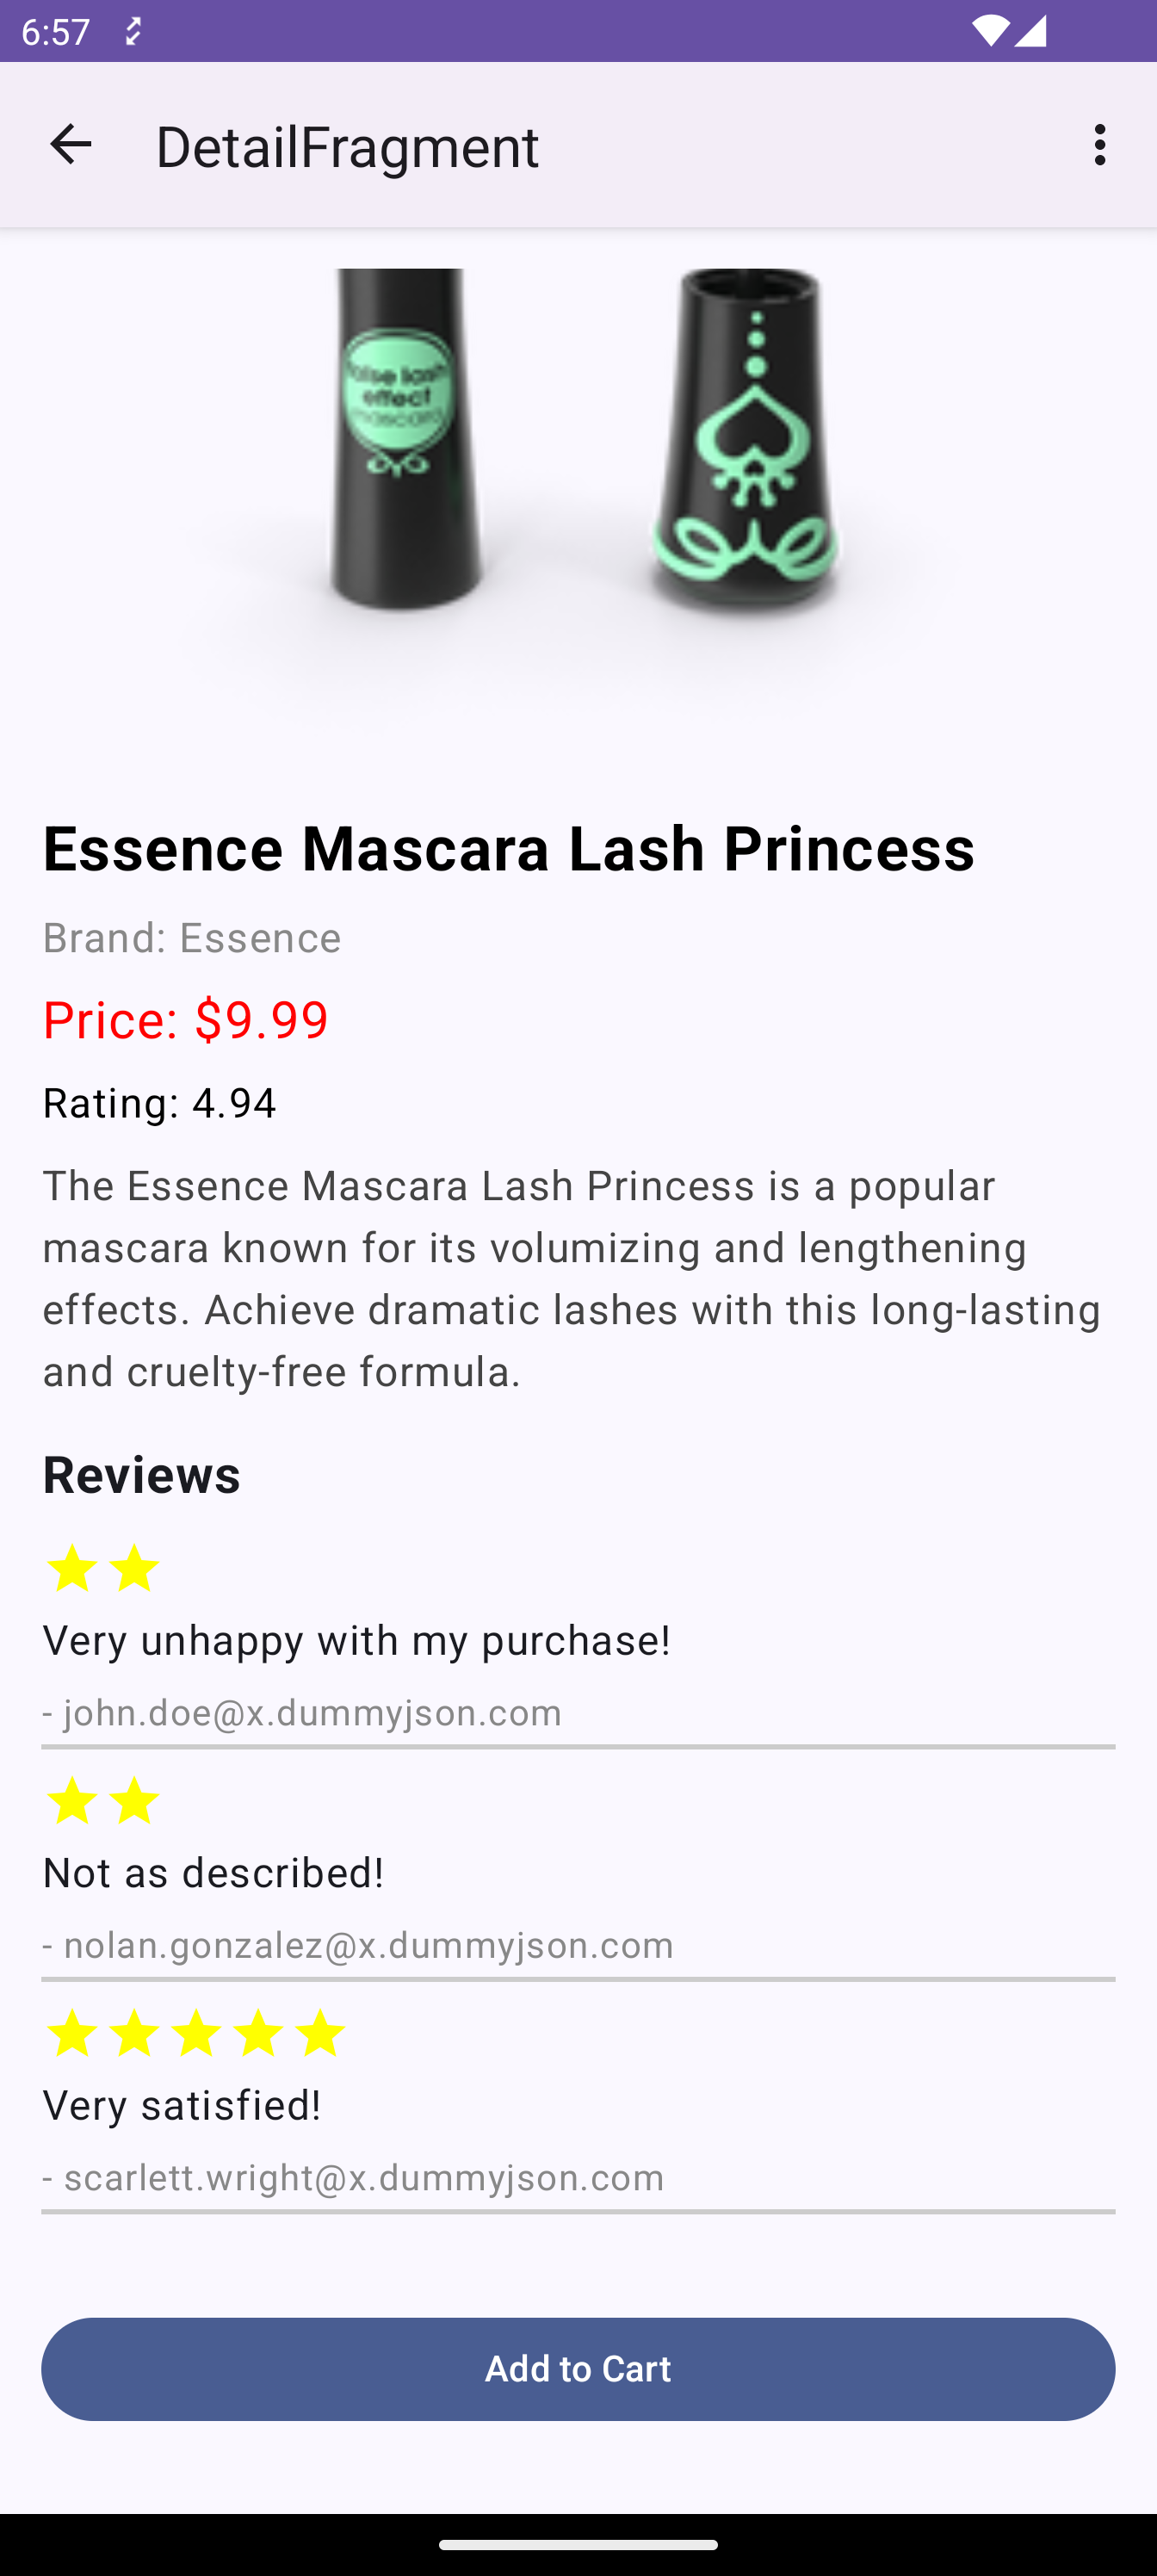 6:57
DetailFragment
false lash
effect
mascara
Essence Mascara Lash Princess
Brand: Essence
Price: $9.99
Rating: 4.94
The Essence Mascara Lash Princess is a popular
mascara known for its volumizing and lengthening
effects. Achieve dramatic lashes with this long-lasting
and cruelty-free formula.
Reviews
Very unhappy with my purchase!
- john.doe@x.dummyjson.com
Not as described!
- nolan.gonzalez@x.dummyjson.com
Very satisfied!
- scarlett.wright@x.dummyjson.com
Add to Cart